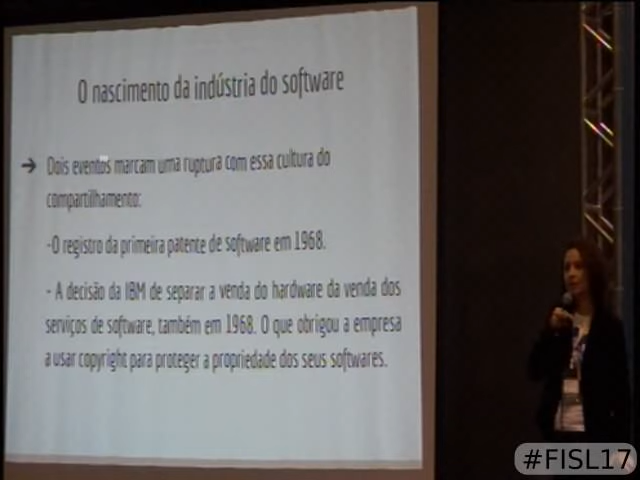 O nascimento da indústria do software
➔ Dois eventos marcam uma ruptura com essa cultura do
compartilhamento:
-O registro da primeira patente de software em 1968.
- A decisão da IBM de separar a venda do hardware da venda dos
serviços de software, também em 1968. O que obrigou a empresa
a usar copyright para proteger a propriedade dos seus softwares.
#FISL17